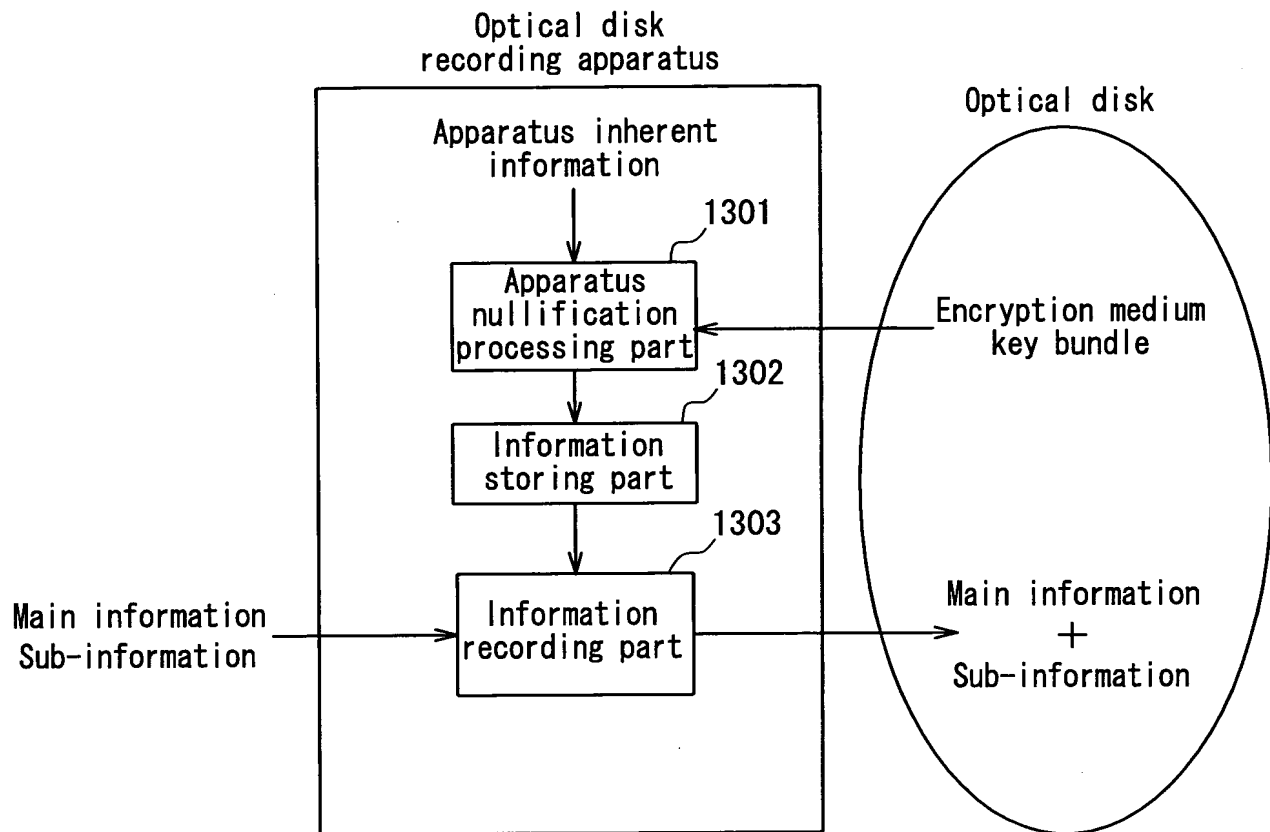 Optical disk
recording apparatus
Optical disk
Apparatus inherent
information
1301
Apparatus
nullification
processing part
Encryption medium
key bundle
1302
Information
storing part
1303
Main information
Sub-information
Information
recording part
Main information
+
Sub-information